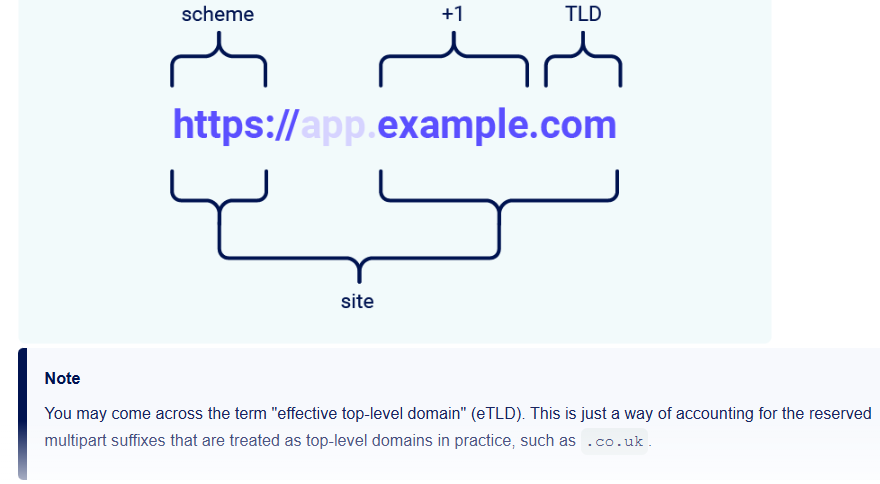 scheme +1 TLD
https://app.example.com
site
Note
You may come across the term "effective top-level domain" (eTLD). This is just a way of accounting for the reserved
multipart suffixes that are treated as top-level domains in practice, such as .co.uk.